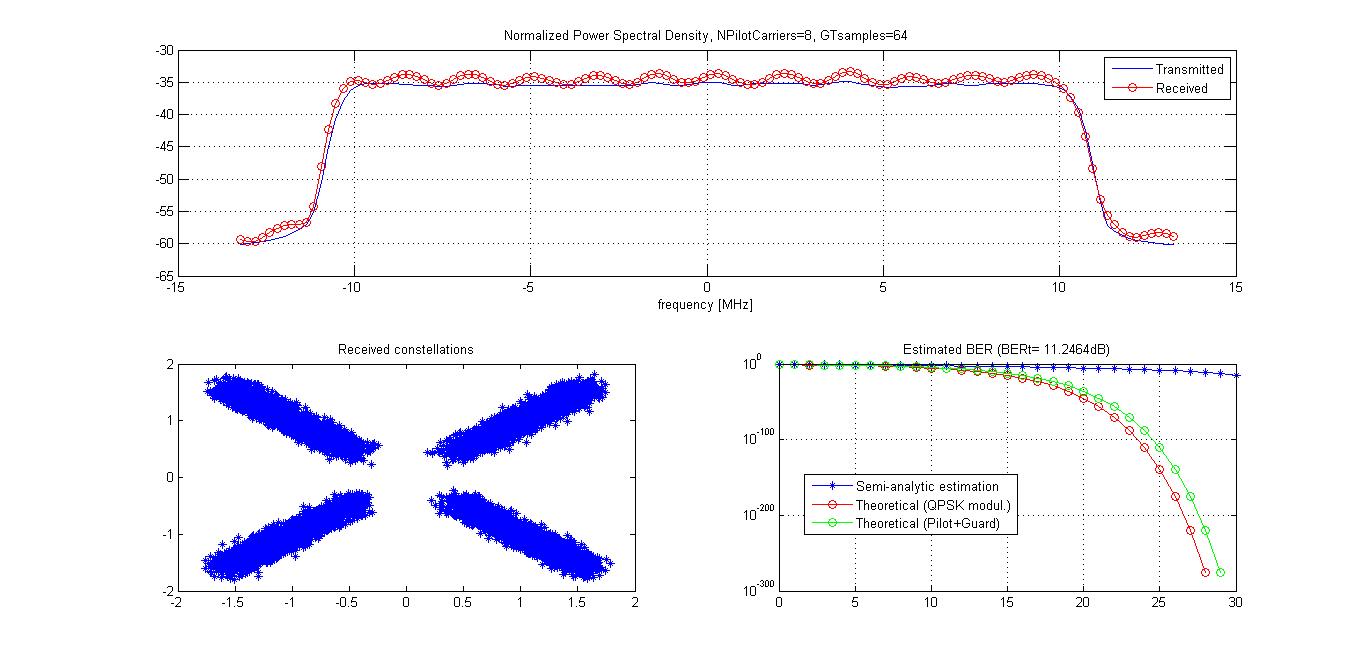 Normalized Power Spectral Density, NPilotCarriers=8, GTsamples=64
-30
-35
-40
-45
-50
-55
-60
-65
Transmitted
Received
-15 -10 -5 0 5 10 15
frequency [MHz]
Received constellations
2
1
0
-1
-2
-2 -1.5 -1 -0.5 0 0.5 1 1.5 2
Estimated BER (BERt= 11.2464dB)
10^0
10^-100
10^-200
10^-300
Semi-analytic estimation
Theoretical (QPSK modul.)
Theoretical (Pilot+Guard)
0 5 10 15 20 25 30